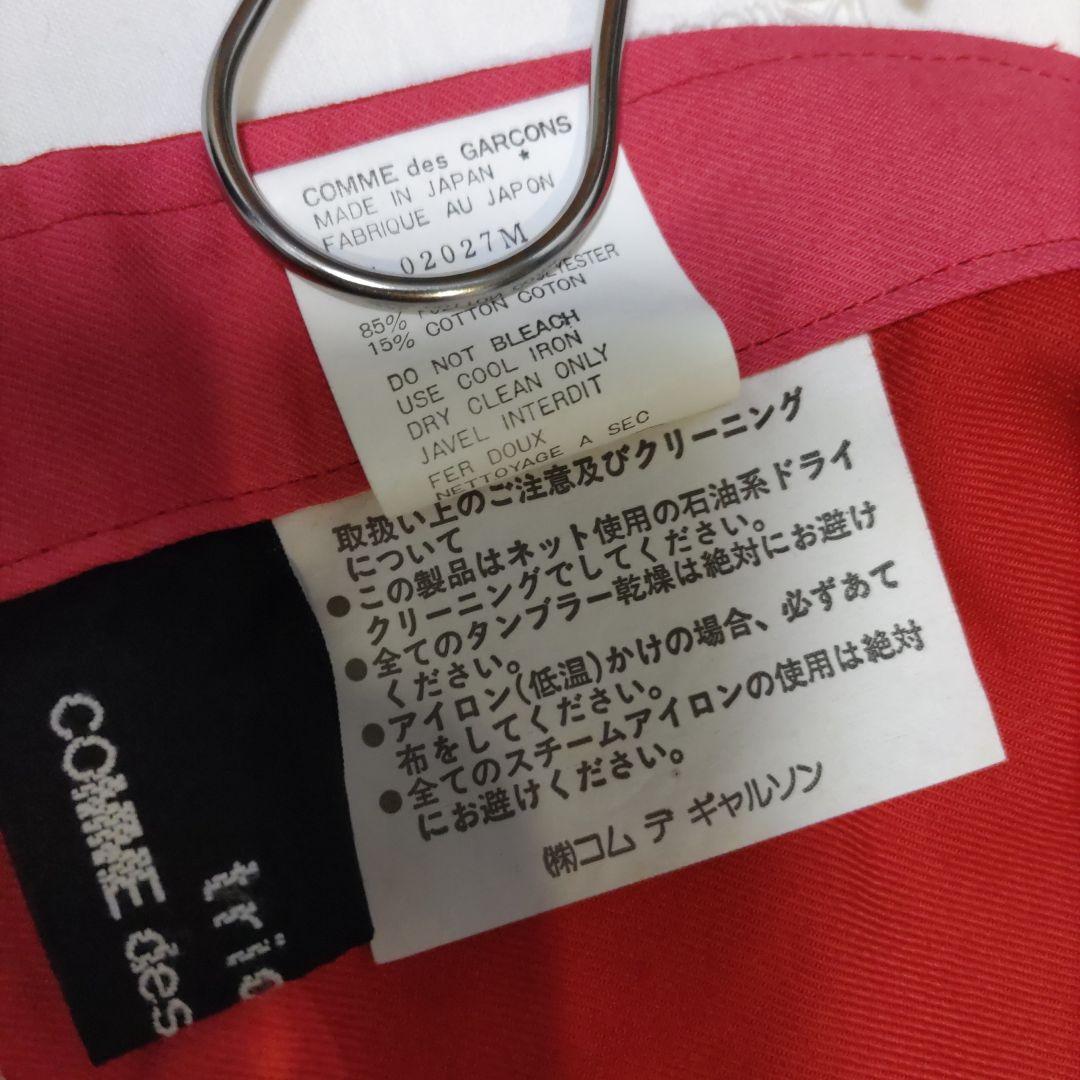 COMME des GARÇONS
MADE IN JAPAN ★
FABRIQUE AU JAPON
02027M
85%
15% COTTON COTON
DO NOT BLEACH
USE COOL IRON
DRY CLEAN ONLY
JAVEL INTERDIT
FER DOUX
NETTOYAGE A SEC
取扱い上のご注意及びクリーニング
について
●この製品はネット使用の石油系ドライ
クリーニングでしてください。
●全てのタンブラー乾燥は絶対にお避け
ください。
●アイロン(低温)かけの場合、必ずあて
布をしてください。
●全てのスチームアイロンの使用は絶対
にお避けください。
㈱コム デ ギャルソン
COMME des